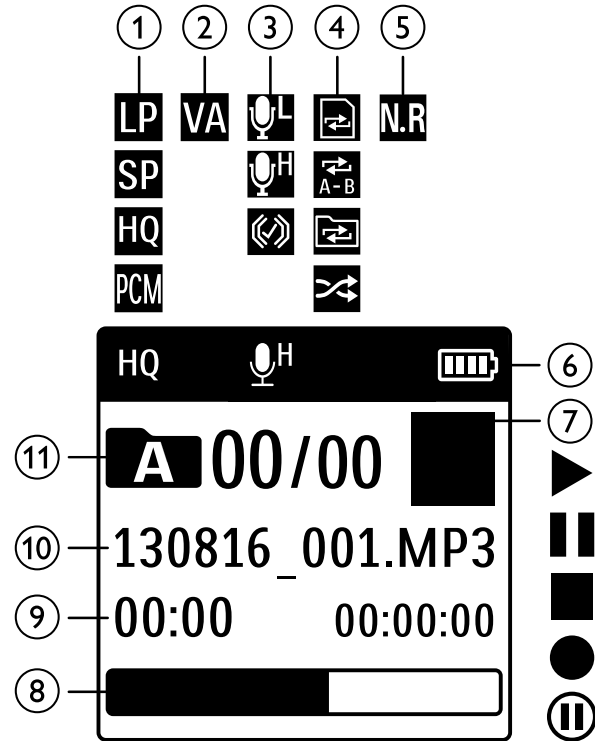 1 2 3 4 5
LP VA L N.R
SP H A-B
HQ
PCM
HQ H 6
7
11 A 00/00
10 130816_001.MP3
9 00:00 00:00:00
8